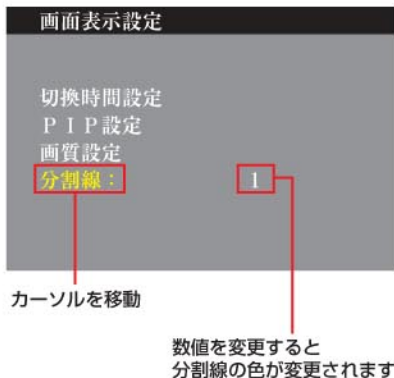 画面表示設定
切換時間設定
ＰＩＰ設定
画質設定
分割線： 1
カーソルを移動
数値を変更すると
分割線の色が変更されます